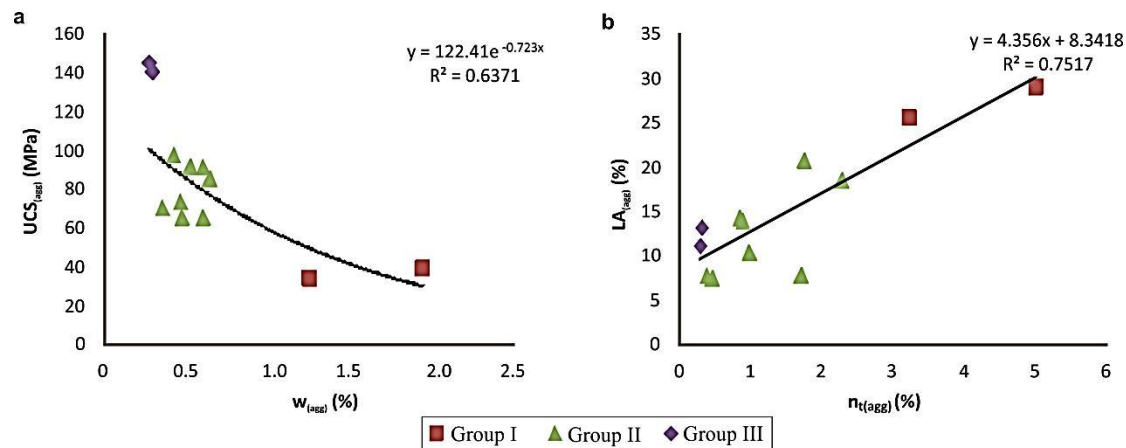 a
160
140
120
100
80
60
40
20
0
UCS(agg) (MPa)
y = 122.41e^-0.723x
R² = 0.6371
0 0.5 1.0 1.5 2.0 2.5
w(agg) (%)
b
35
30
25
20
15
10
5
0
LA(agg) (%)
y = 4.356x + 8.3418
R² = 0.7517
0 1 2 3 4 5 6
nt(agg) (%)
Group I Group II Group III